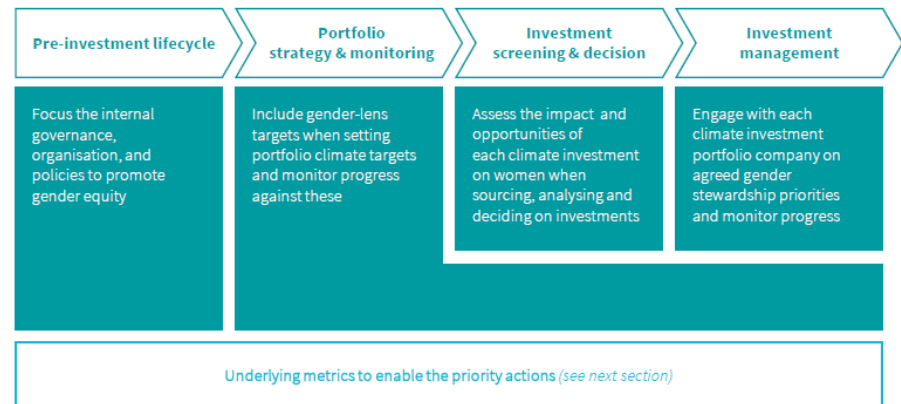 Pre-investment lifecycle
Portfolio
strategy & monitoring
Investment
screening & decision
Investment
management
Focus the internal
governance,
organisation, and
policies to promote
gender equity
Include gender-lens
targets when setting
portfolio climate targets
and monitor progress
against these
Assess the impact and
opportunities of
each climate investment
on women when
sourcing, analysing and
deciding on investments
Engage with each
climate investment
portfolio company on
agreed gender
stewardship priorities
and monitor progress
Underlying metrics to enable the priority actions (see next section)